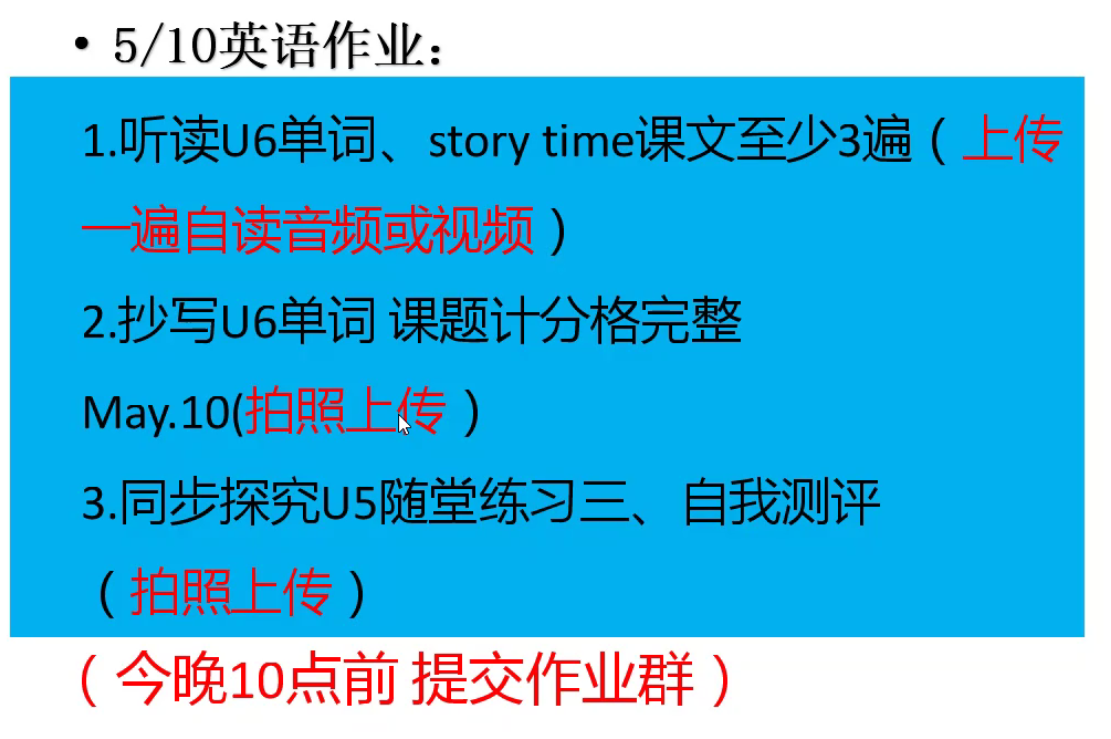 • 5/10英语作业：
1.听读U6单词、story time课文至少3遍（上传
一遍自读音频或视频）
2.抄写U6单词 课题计分格完整
May.10(拍照上传）
3.同步探究U5随堂练习三、自我测评
（拍照上传）
（今晚10点前 提交作业群）